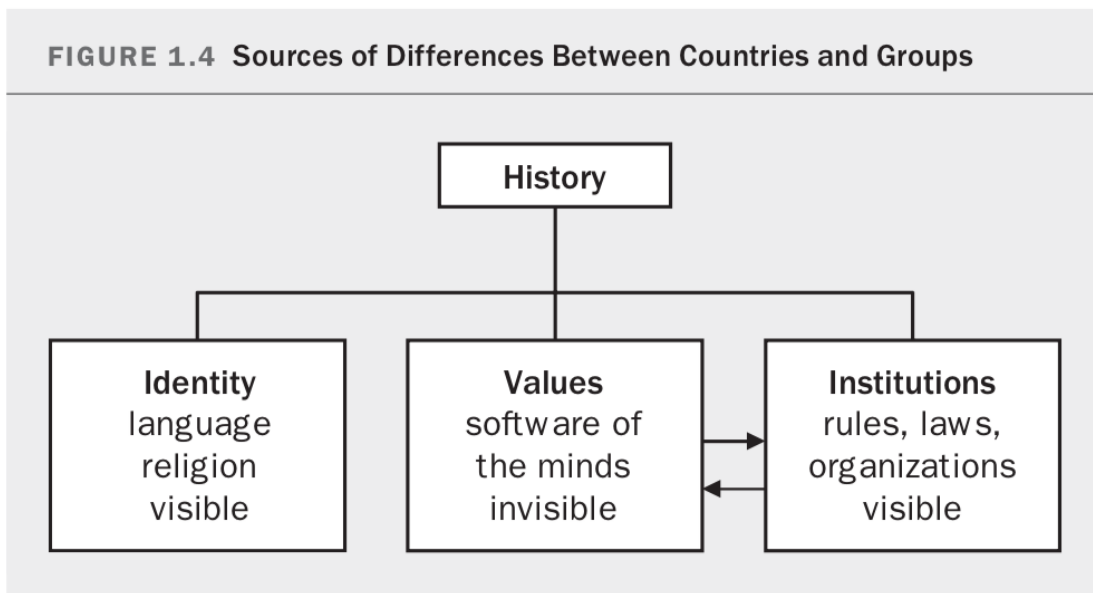 FIGURE 1.4 Sources of Differences Between Countries and Groups
History
Identity
language
religion
visible
Values
software of
the minds
invisible
Institutions
rules, laws,
organizations
visible